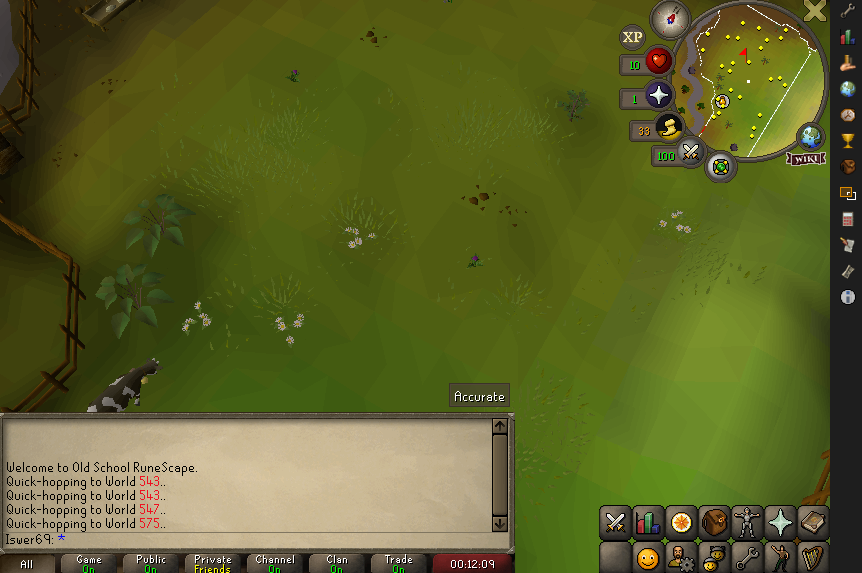 XP
10
1
33
100
WIKI
Accurate
Welcome to Old School RuneScape.
Quick-hopping to World 543..
Quick-hopping to World 543..
Quick-hopping to World 547..
Quick-hopping to World 575..
Iswer69: *
All
Game
On
Public
On
Private
Friends
Channel
On
Clan
On
Trade
On
00:12:09